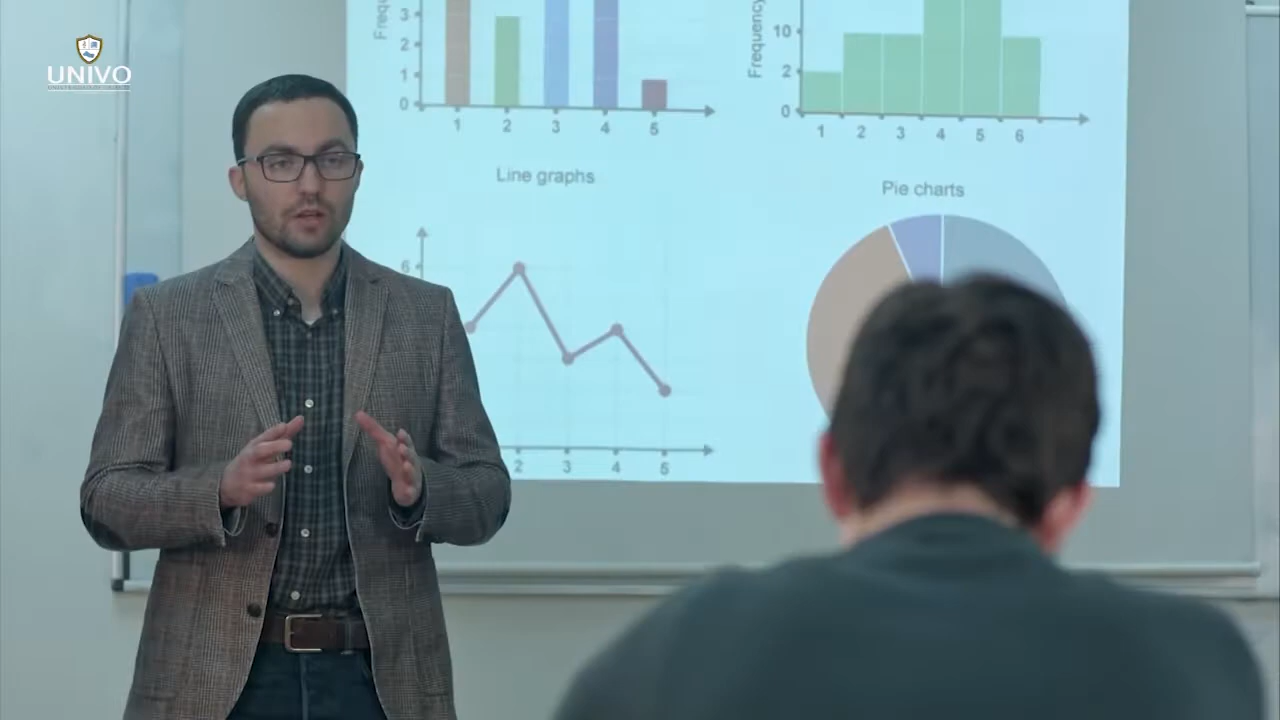 UNIVO
Frequ
3
2
1
0
1 2 3 4 5
Frequency
10
2
0
1 2 3 4 5 6
Line graphs
6
2 3 4 5
Pie charts